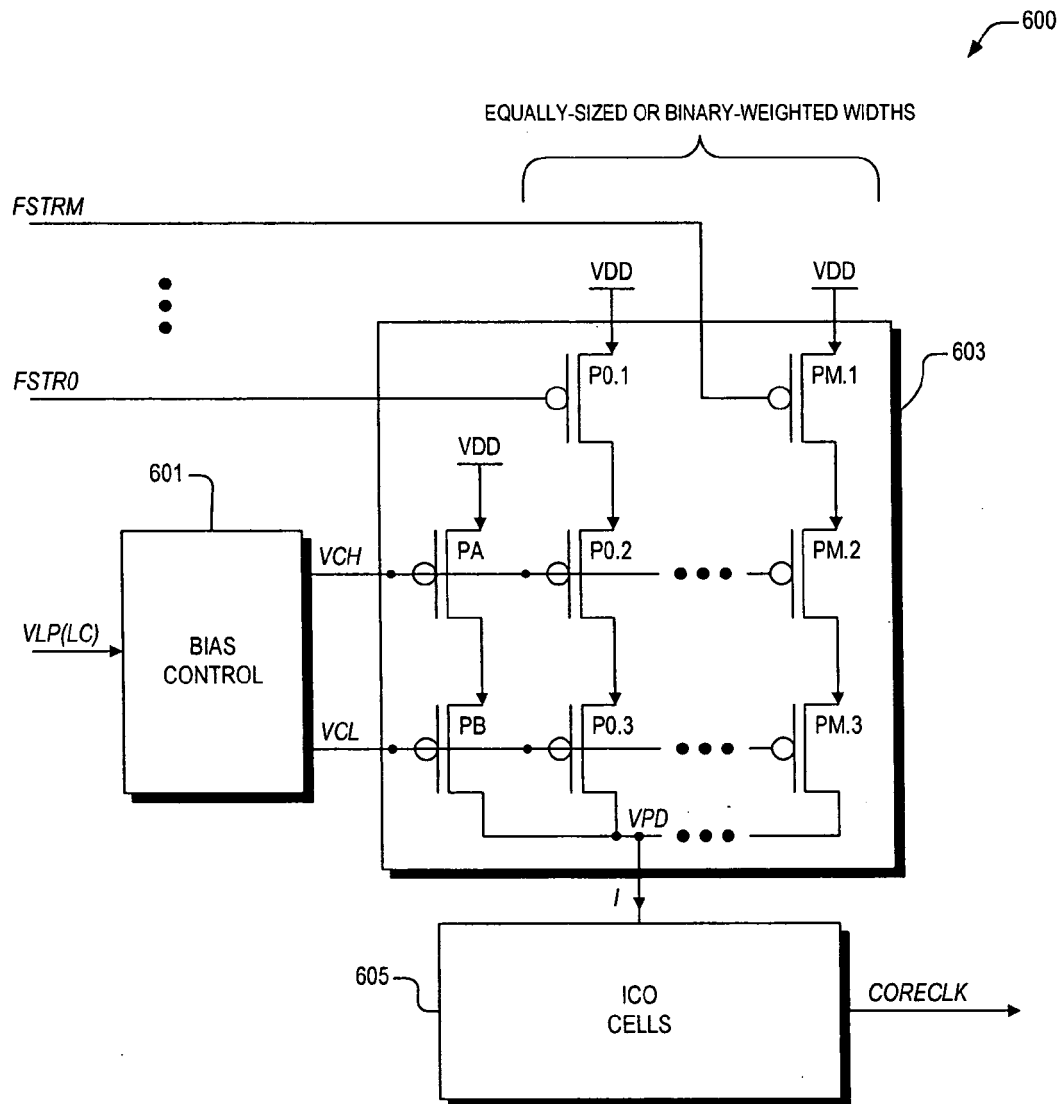 600
EQUALLY-SIZED OR BINARY-WEIGHTED WIDTHS
FSTRM
VDD
VDD
FSTR0
P0.1
PM.1
603
VDD
601
VCH
PA
P0.2
PM.2
VLP(LC)
BIAS
CONTROL
VCL
PB
P0.3
PM.3
VPD
I
605
ICO
CELLS
CORECLK